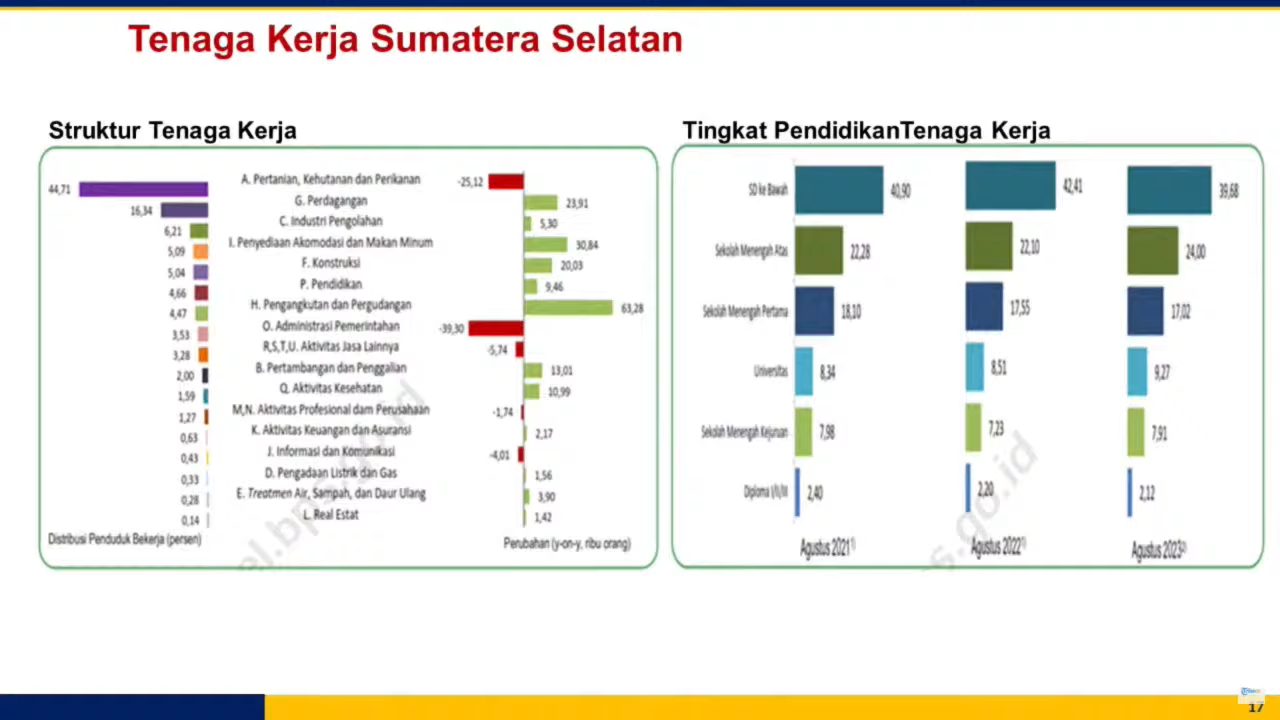 Tenaga Kerja Sumatera Selatan
Struktur Tenaga Kerja
44,71 A. Pertanian, Kehutanan dan Perikanan -25,12
16,34 G. Perdagangan 23,91
6,21 C. Industri Pengolahan 5,30
5,09 I. Penyediaan Akomodasi dan Makan Minum 30,84
5,04 F. Konstruksi 20,03
4,66 P. Pendidikan 9,46
4,47 H. Pengangkutan dan Pergudangan 63,28
3,53 O. Administrasi Pemerintahan -39,30
3,28 R,S,T,U. Aktivitas Jasa Lainnya -5,74
2,00 B. Pertambangan dan Penggalian 13,01
1,59 Q. Aktivitas Kesehatan 10,99
1,27 M,N. Aktivitas Profesional dam Perusahaan -1,74
0,63 K. Aktivitas Keuangan dan Asuransi 2,17
0,43 J. Informasi dan Komunikasi -4,01
0,33 D. Pengadaan Listrik dan Gas 1,56
0,28 E. Treatmen Air, Sampah, dan Daur Ulang 3,90
0,14 L. Real Estat 1,42
Distribusi Penduduk Bekerja (persen) Perubahan (y-on-y, ribu orang)
el.bps.go.id
Tingkat PendidikanTenaga Kerja
SD ke Bawah 40,90 42,41 39,68
Sekolah Menengah Atas 22,28 22,10 24,00
Sekolah Menengah Pertama 18,10 17,55 17,02
Universitas 8,34 8,51 9,27
Sekolah Menengah Kejuruan 7,98 7,23 7,91
Diploma I/II/III 2,40 2,20 2,12
Agustus 2021¹⁾ Agustus 2022¹⁾ Agustus 2023²⁾
s.go.id
17